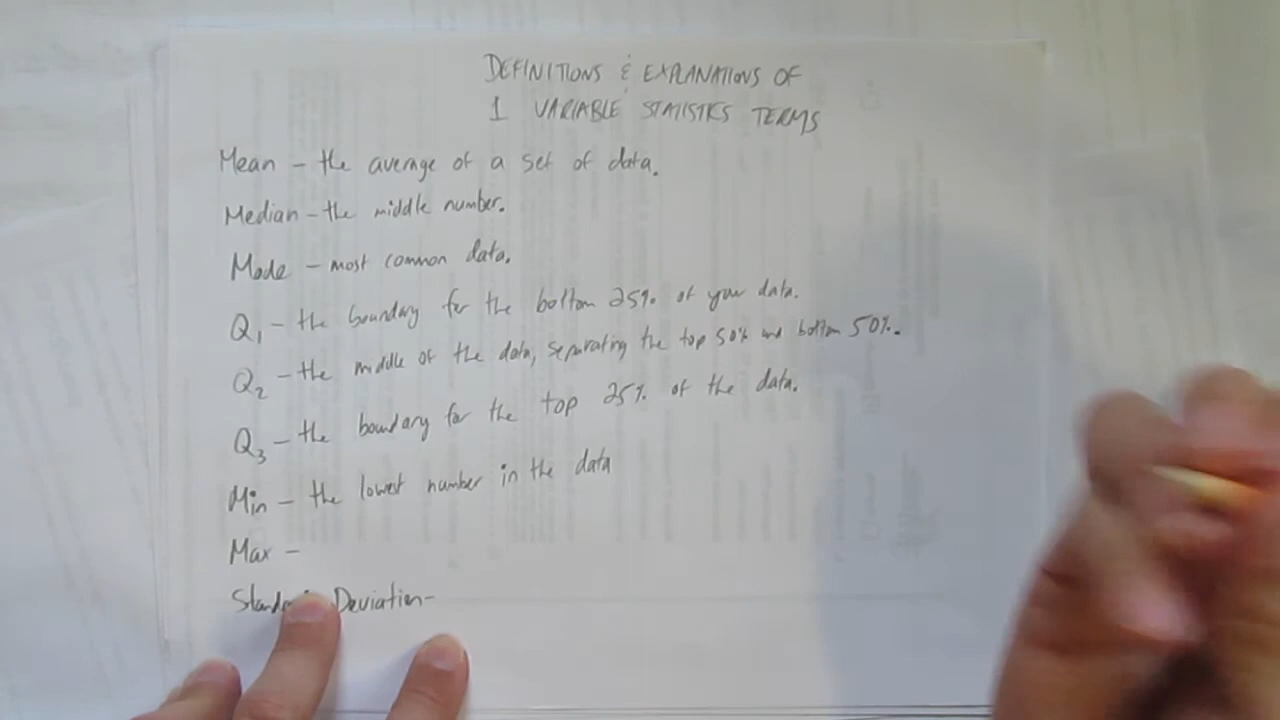 DEFINITIONS & EXPLANATIONS OF
1 VARIABLE STATISTICS TERMS
Mean - the average of a set of data.
Median - the middle number.
Mode - most common data.
Q1 - the boundary for the bottom 25% of your data.
Q2 - the middle of the data, separating the top 50% and bottom 50%.
Q3 - the boundary for the top 25% of the data.
Min - the lowest number in the data
Max -
Deviation-